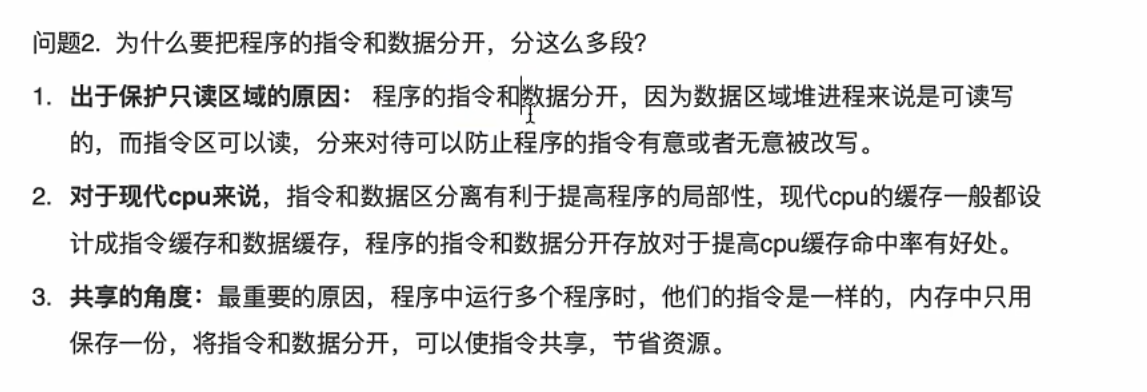 问题2. 为什么要把程序的指令和数据分开，分这么多段？
1. 出于保护只读区域的原因： 程序的指令和数据分开，因为数据区域堆进程来说是可读写
的，而指令区可以读，分来对待可以防止程序的指令有意或者无意被改写。
2. 对于现代cpu来说，指令和数据区分离有利于提高程序的局部性，现代cpu的缓存一般都设
计成指令缓存和数据缓存，程序的指令和数据分开存放对于提高cpu缓存命中率有好处。
3. 共享的角度：最重要的原因，程序中运行多个程序时，他们的指令是一样的，内存中只用
保存一份，将指令和数据分开，可以使指令共享，节省资源。